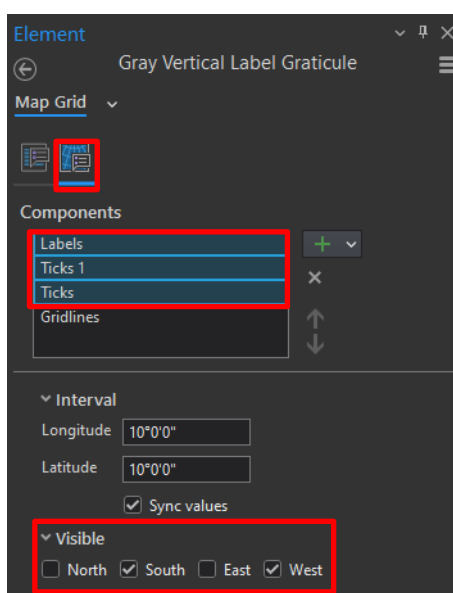 Element
Gray Vertical Label Graticule
Map Grid
Components
Labels
Ticks 1
Ticks
Gridlines
Interval
Longitude 10°0'0"
Latitude 10°0'0"
Sync values
Visible
North South East West